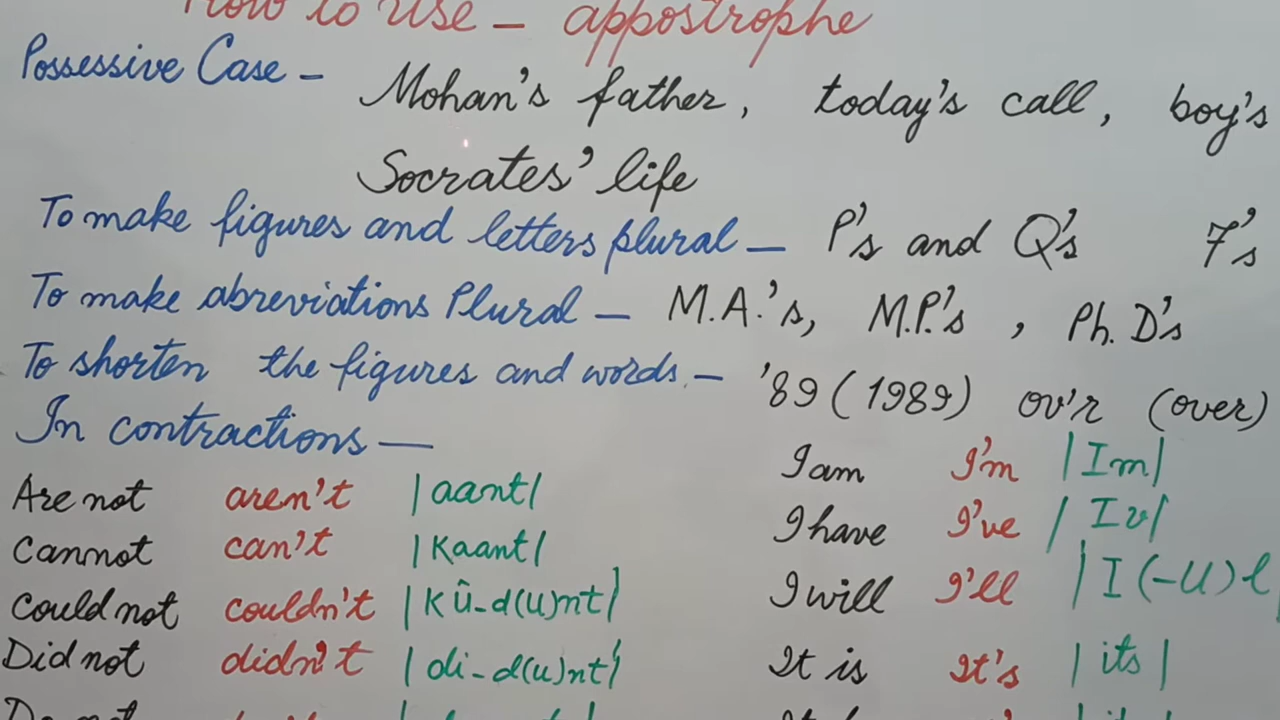 How to use - appostrophe
Possessive Case - Mohan's father, today's call, boy's
Socrates' life
To make figures and letters plural - P's and Q's 7's
To make abreviations Plural - M.A.'s, M.P.'s, Ph.D's
To shorten the figures and words. - '89 (1989) ov'r (over)
In contractions -
Are not aren't |aant|
Cannot can't |Kaant|
Could not couldn't |Kû-d(u)nt|
Did not didn't |di-d(u)nt|
I am I'm |Im|
I have I've |Iv|
I will I'll |I(-U)l
It is It's |its|